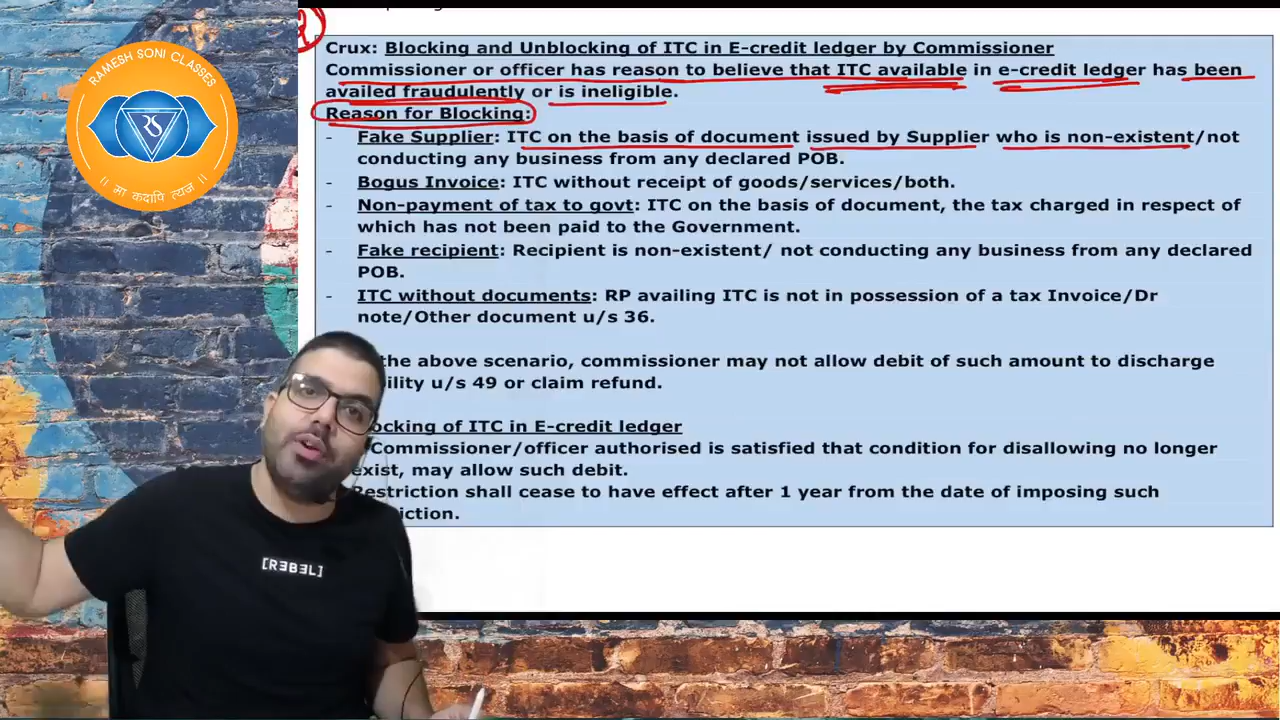 RAMESH SONI CLASSES
।। मा कदापि त्यज ।।
Crux: Blocking and Unblocking of ITC in E-credit ledger by Commissioner
Commissioner or officer has reason to believe that ITC available in e-credit ledger has been
availed fraudulently or is ineligible.
Reason for Blocking:
- Fake Supplier: ITC on the basis of document issued by Supplier who is non-existent/not
conducting any business from any declared POB.
- Bogus Invoice: ITC without receipt of goods/services/both.
- Non-payment of tax to govt: ITC on the basis of document, the tax charged in respect of
which has not been paid to the Government.
- Fake recipient: Recipient is non-existent/ not conducting any business from any declared
POB.
- ITC without documents: RP availing ITC is not in possession of a tax Invoice/Dr
note/Other document u/s 36.
the above scenario, commissioner may not allow debit of such amount to discharge
u/s 49 or claim refund.
of ITC in E-credit ledger
Commissioner/officer authorised is satisfied that condition for disallowing no longer
exist, may allow such debit.
Restriction shall cease to have effect after 1 year from the date of imposing such
[REBEL]